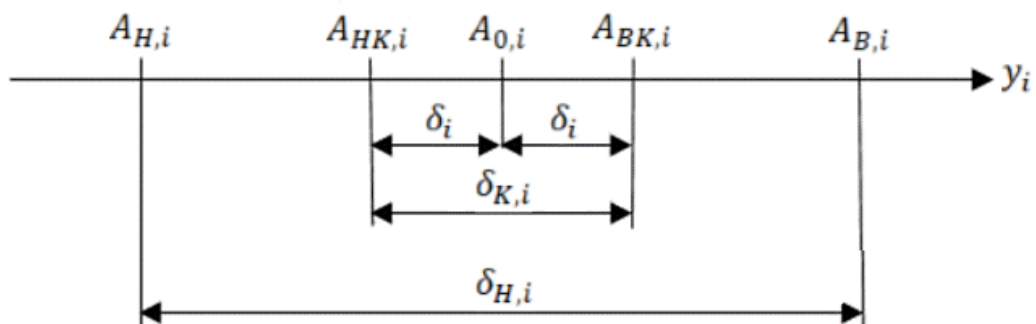 A_{H,i} A_{HK,i} A_{0,i} A_{BK,i} A_{B,i}
y_i
δ_i δ_i
δ_{K,i}
δ_{H,i}